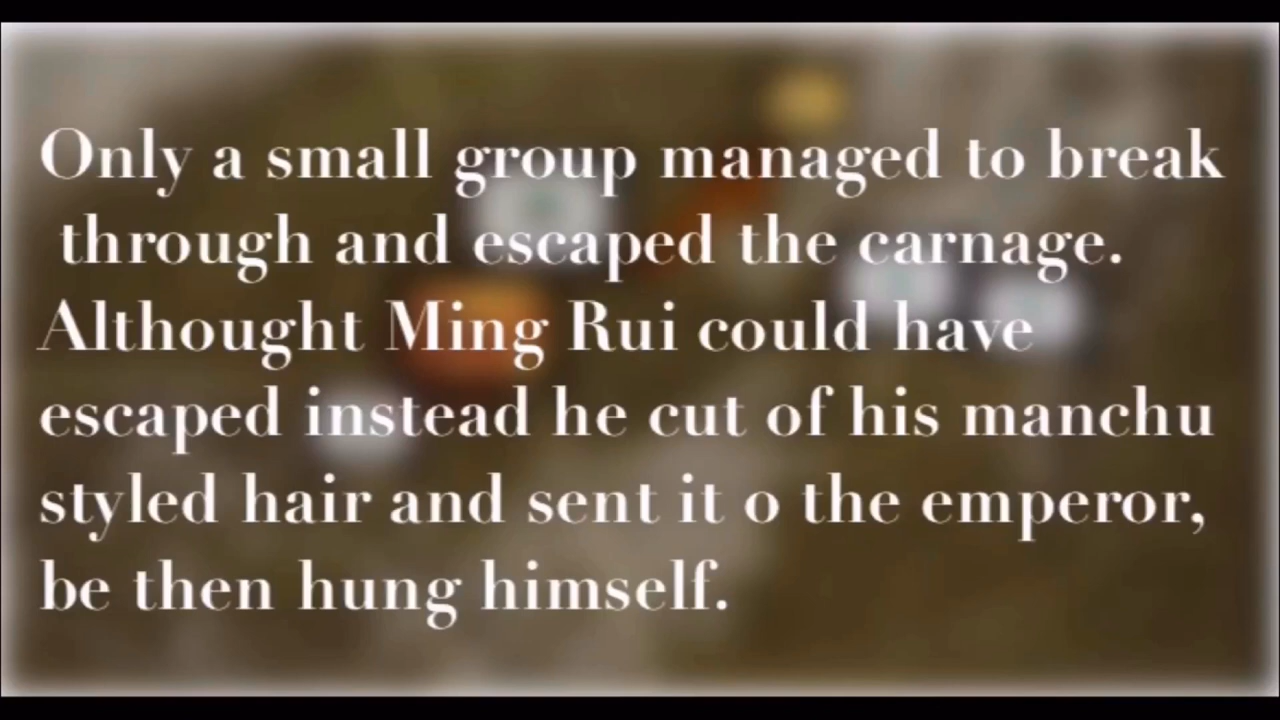 Only a small group managed to break
through and escaped the carnage.
Althought Ming Rui could have
escaped instead he cut of his manchu
styled hair and sent it o the emperor,
be then hung himself.